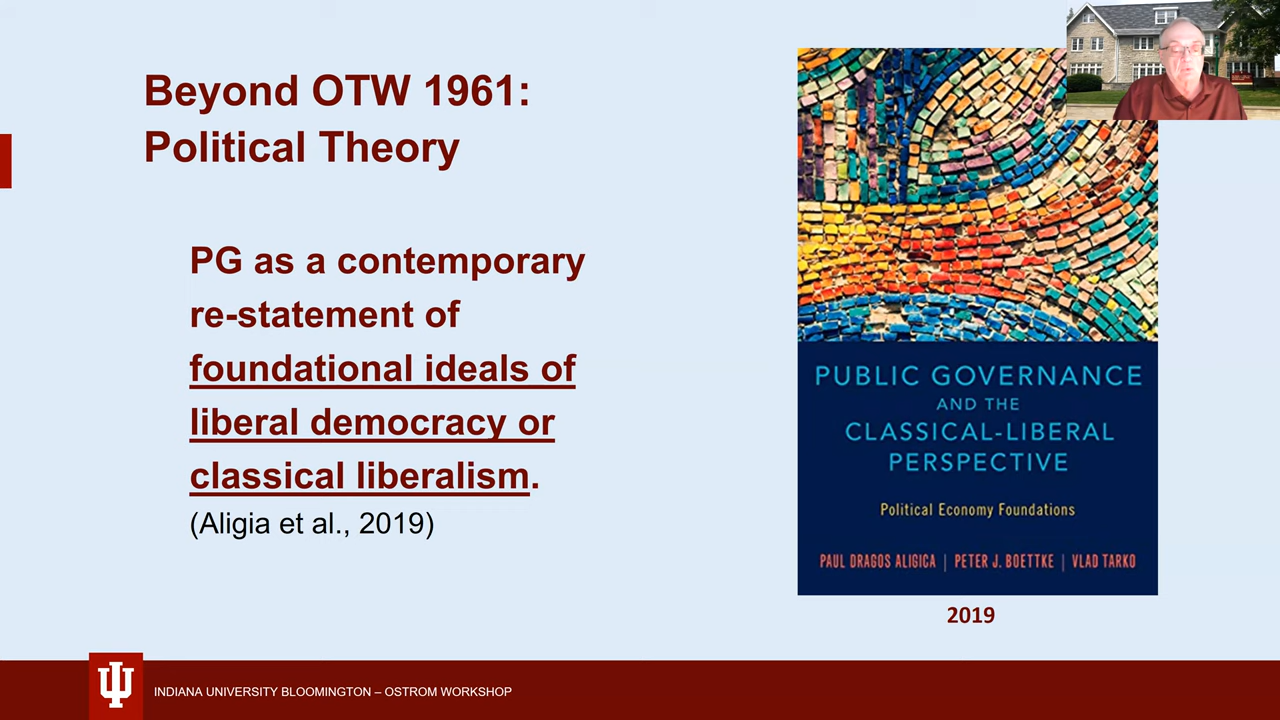 Beyond OTW 1961:
Political Theory
PG as a contemporary
re-statement of
foundational ideals of
liberal democracy or
classical liberalism.
(Aligia et al., 2019)
PUBLIC GOVERNANCE
AND THE
CLASSICAL-LIBERAL
PERSPECTIVE
Political Economy Foundations
PAUL DRAGOS ALIGICA | PETER J. BOETTKE | VLAD TARKO
2019
INDIANA UNIVERSITY BLOOMINGTON – OSTROM WORKSHOP